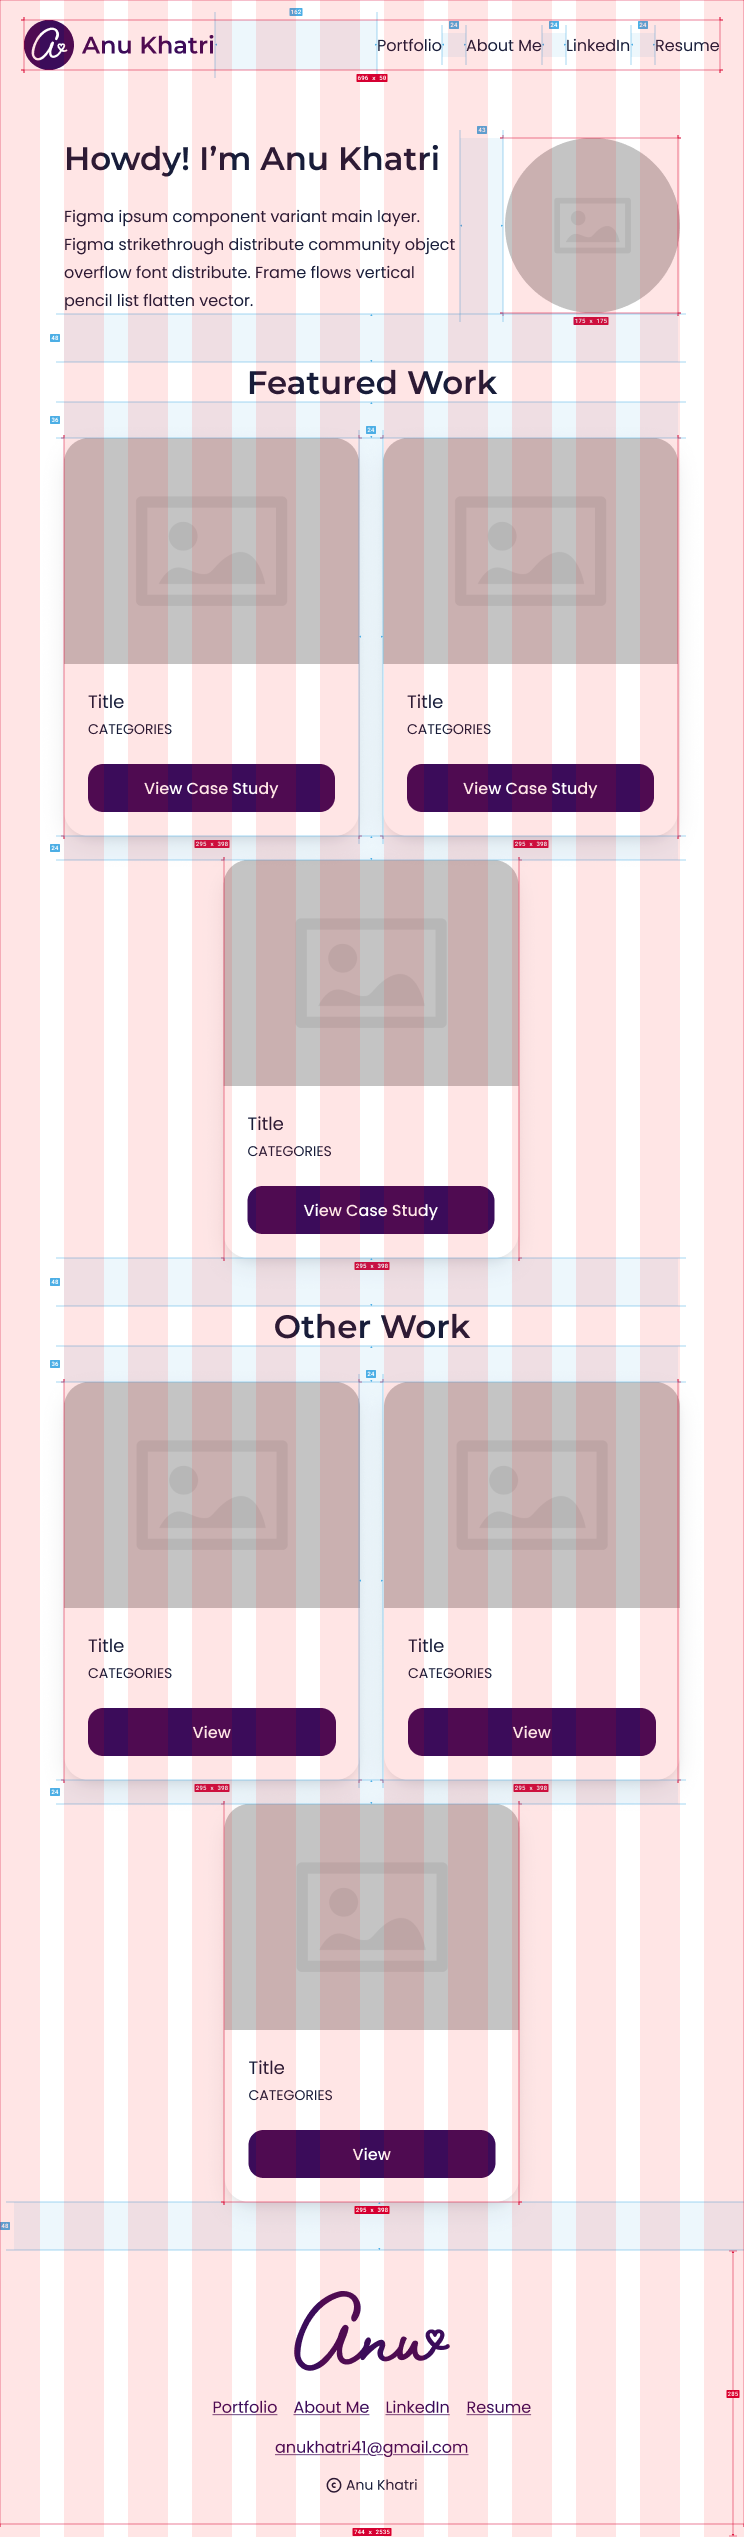 162
24
24
24
Anu Khatri
Portfolio
About Me
LinkedIn
Resume
696 x 50
43
Howdy! I’m Anu Khatri
Figma ipsum component variant main layer.
Figma strikethrough distribute community object
overflow font distribute. Frame flows vertical
pencil list flatten vector.
175 x 175
48
Featured Work
36
24
Title
CATEGORIES
View Case Study
Title
CATEGORIES
View Case Study
295 x 398
295 x 398
24
Title
CATEGORIES
View Case Study
295 x 398
48
Other Work
36
24
Title
CATEGORIES
View
Title
CATEGORIES
View
295 x 398
295 x 398
24
Title
CATEGORIES
View
295 x 398
48
Anu
Portfolio
About Me
LinkedIn
Resume
285
anukhatri41@gmail.com
© Anu Khatri
744 x 2535